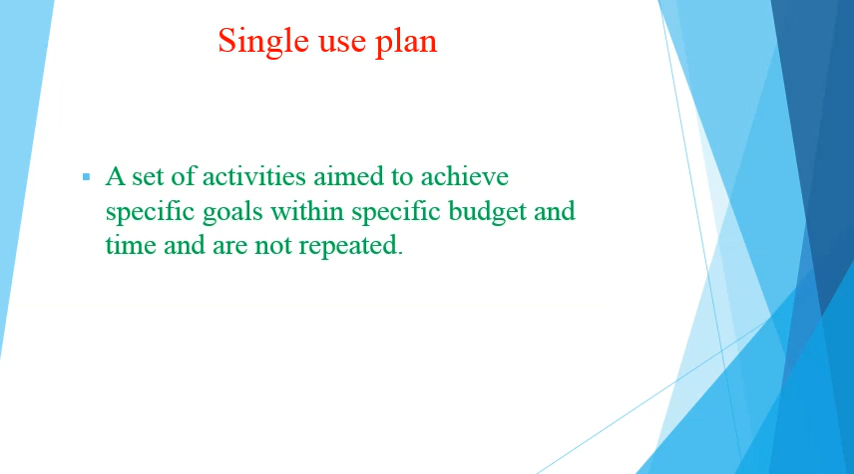 Single use plan
A set of activities aimed to achieve
specific goals within specific budget and
time and are not repeated.